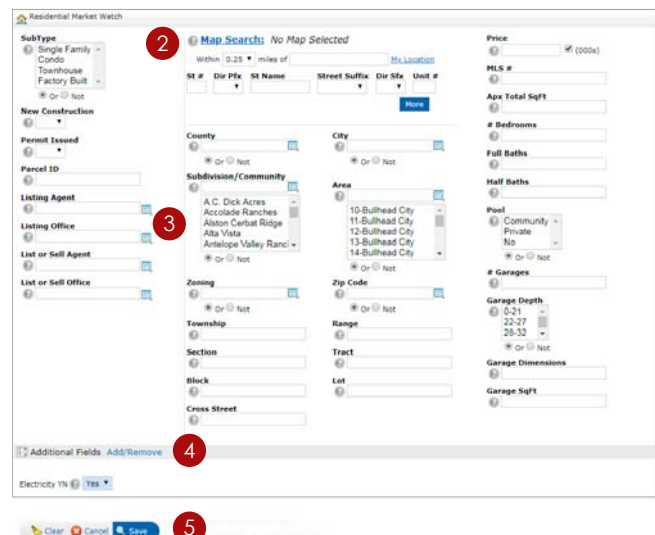 Residential Market Watch
SubType
Single Family
Condo
Townhouse
Factory Built
Or Not
New Construction
Permit Issued
Parcel ID
Listing Agent
Listing Office
List or Sell Agent
List or Sell Office
2
Map Search: No Map Selected
Within 0.25 miles of My Location
St # Dir Pfx St Name Street Suffix Dir Sfx Unit #
More
County City
Or Not Or Not
3
Subdivision/Community
A.C. Dick Acres
Accolade Ranches
Alston Cerbat Ridge
Alta Vista
Antelope Valley Ranc
Or Not
Area
10-Bullhead City
11-Bullhead City
12-Bullhead City
13-Bullhead City
14-Bullhead City
Or Not
Zoning Zip Code
Or Not Or Not
Township Range
Section Tract
Block Lot
Cross Street
Price
(000s)
MLS #
Apx Total SqFt
# Bedrooms
Full Baths
Half Baths
Pool
Community
Private
No
Or Not
# Garages
Garage Depth
0-21
22-27
28-32
Or Not
Garage Dimensions
Garage SqFt
Additional Fields Add/Remove 4
Electricity YN Yes
Clear Cancel Save 5